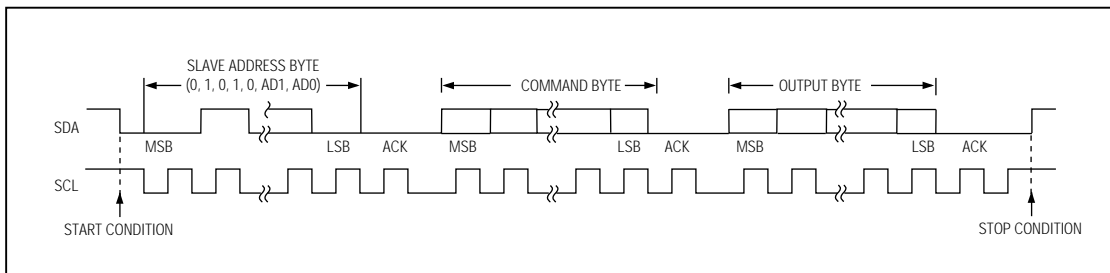 SLAVE ADDRESS BYTE
(0, 1, 0, 1, 0, AD1, AD0)
COMMAND BYTE
OUTPUT BYTE
SDA
MSB
LSB
ACK
MSB
LSB
ACK
MSB
LSB
ACK
SCL
START CONDITION
STOP CONDITION